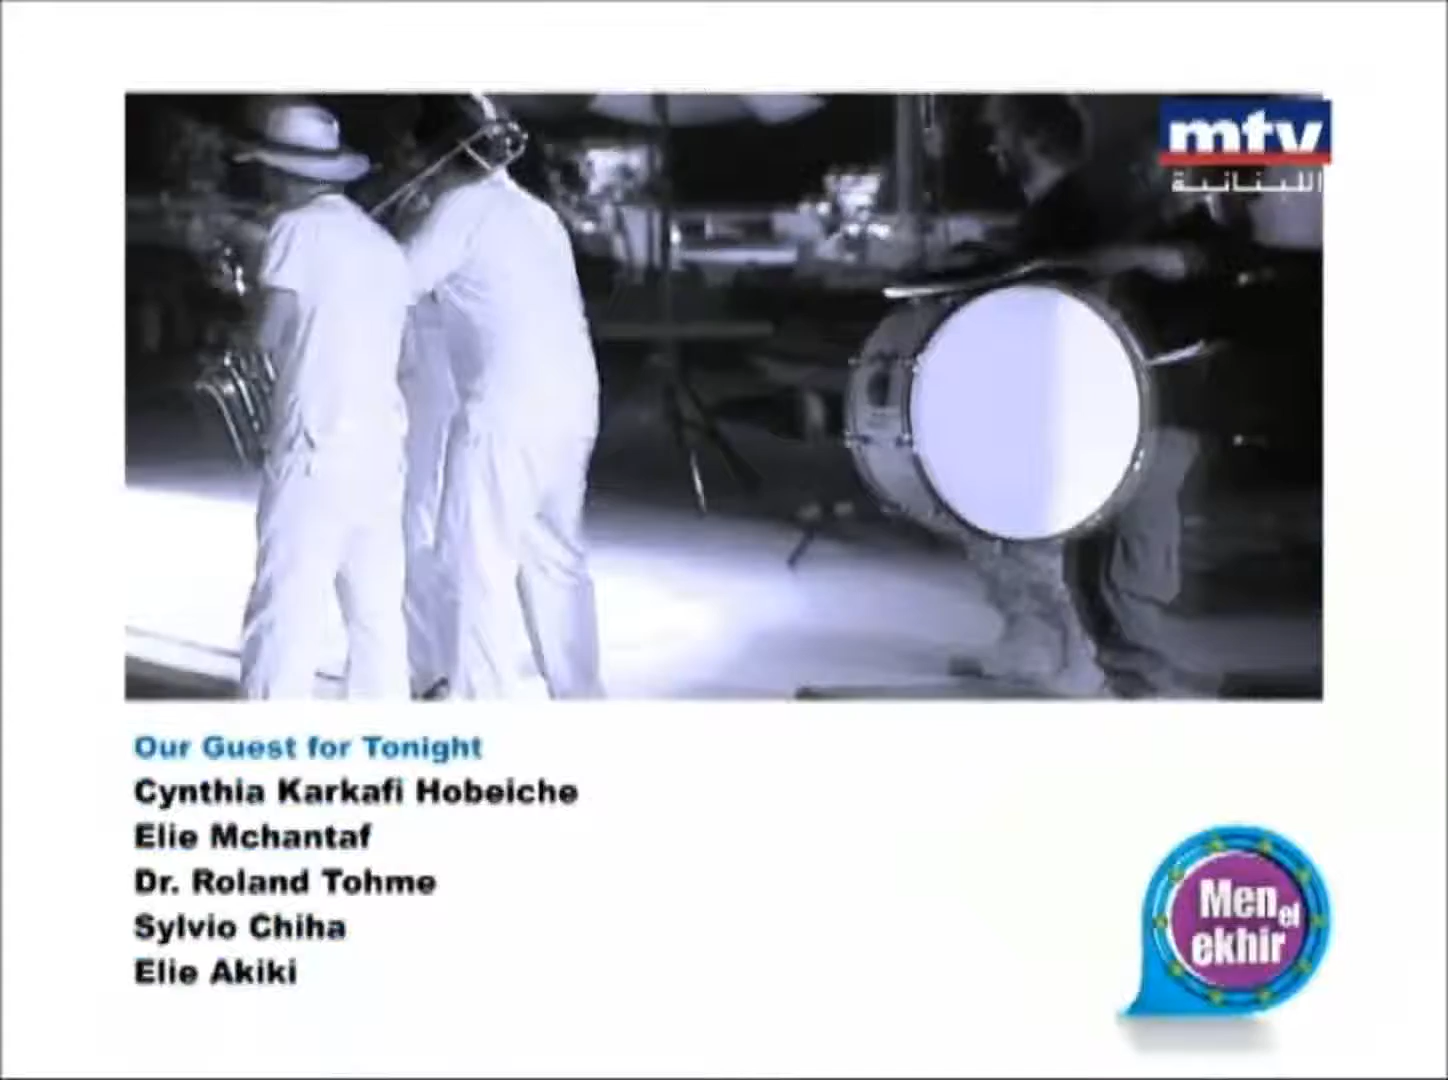 mtv
اللبنانية
Our Guest for Tonight
Cynthia Karkafi Hobeiche
Elie Mchantaf
Dr. Roland Tohme
Sylvio Chiha
Elie Akiki
Men el
ekhir